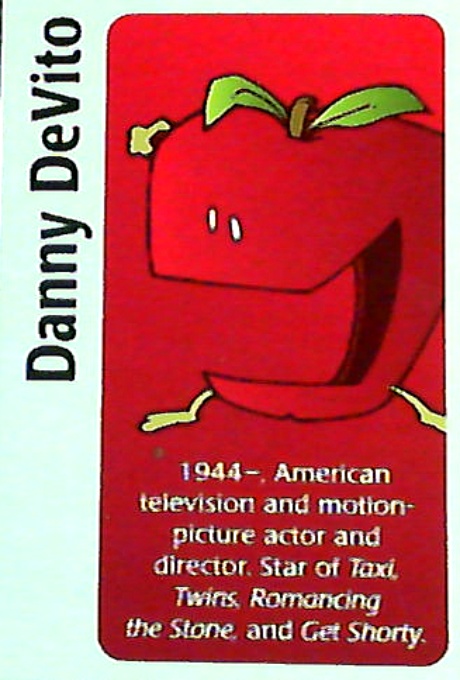 Danny DeVito
1944–. American
television and motion-
picture actor and
director. Star of Taxi,
Twins, Romancing
the Stone, and Get Shorty.